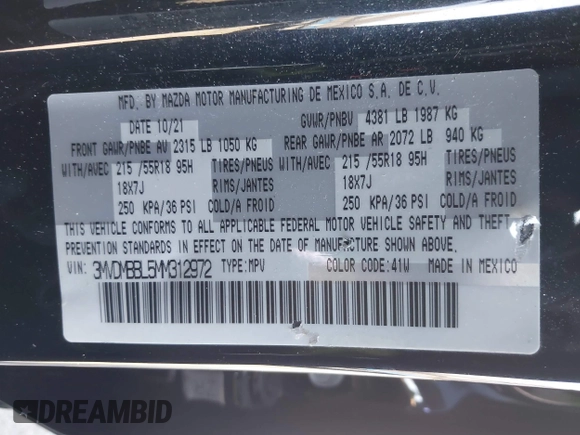 MFD. BY MAZDA MOTOR MANUFACTURING DE MEXICO S.A. DE C.V.
DATE 10/21 GVWR/PNBV 4381 LB 1987 KG
FRONT GAWR/PNBE AV 2315 LB 1050 KG REAR GAWR/PNBE AR 2072 LB 940 KG
WITH/AVEC 215 /55R18 95H TIRES/PNEUS WITH/AVEC 215 /55R18 95H TIRES/PNEUS
18X7J RIMS/JANTES 18X7J RIMS/JANTES
250 KPA/36 PSI COLD/A FROID 250 KPA/36 PSI COLD/A FROID
THIS VEHICLE CONFORMS TO ALL APPLICABLE FEDERAL MOTOR VEHICLE SAFETY AND THEFT
PREVENTION STANDARDS IN EFFECT ON THE DATE OF MANUFACTURE SHOWN ABOVE.
VIN: 3MVDMBBL5MM312972 TYPE: MPV COLOR CODE: 41W MADE IN MEXICO
DREAMBID